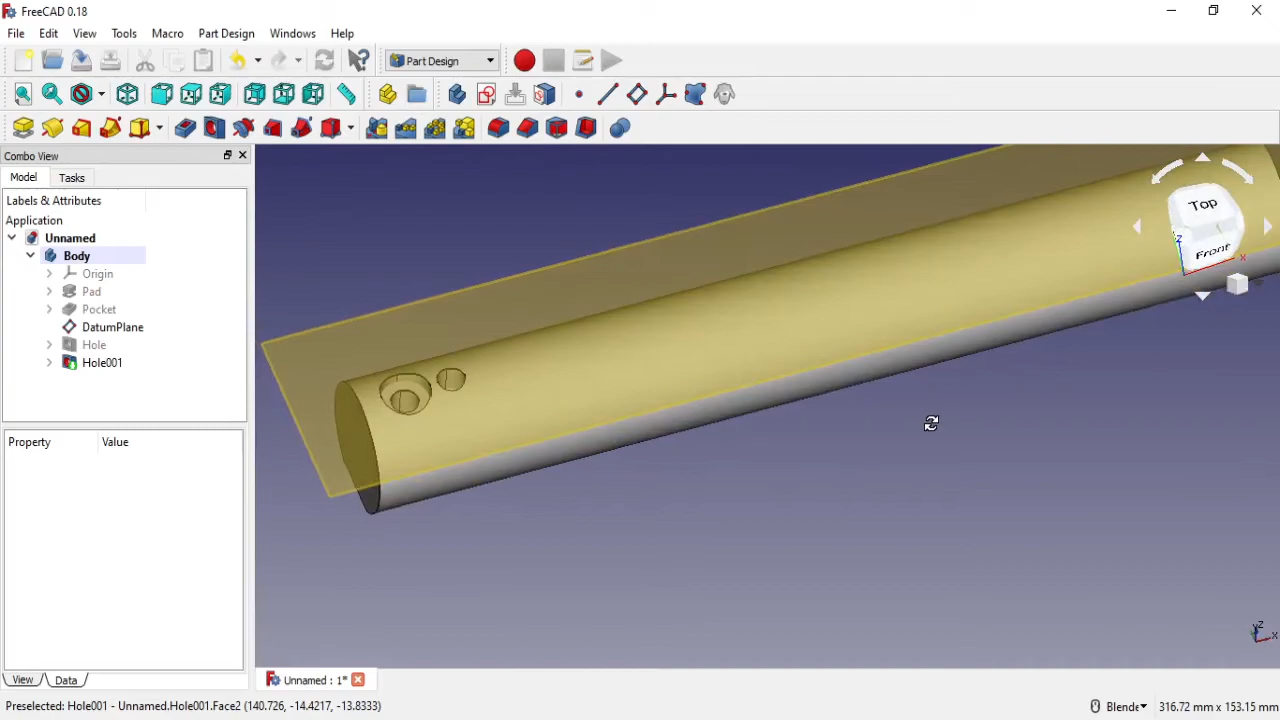 FreeCAD 0.18
File Edit View Tools Macro Part Design Windows Help
Part Design
Combo View
Model Tasks
Labels & Attributes
Application
Unnamed
Body
Origin
Pad
Pocket
DatumPlane
Hole
Hole001
Property Value
View Data
Top
Front
Z
X
Unnamed : 1*
Z
Y
X
Preselected: Hole001 - Unnamed.Hole001.Face2 (140.726, -14.4217, -13.8333)
Blende
316.72 mm x 153.15 mm